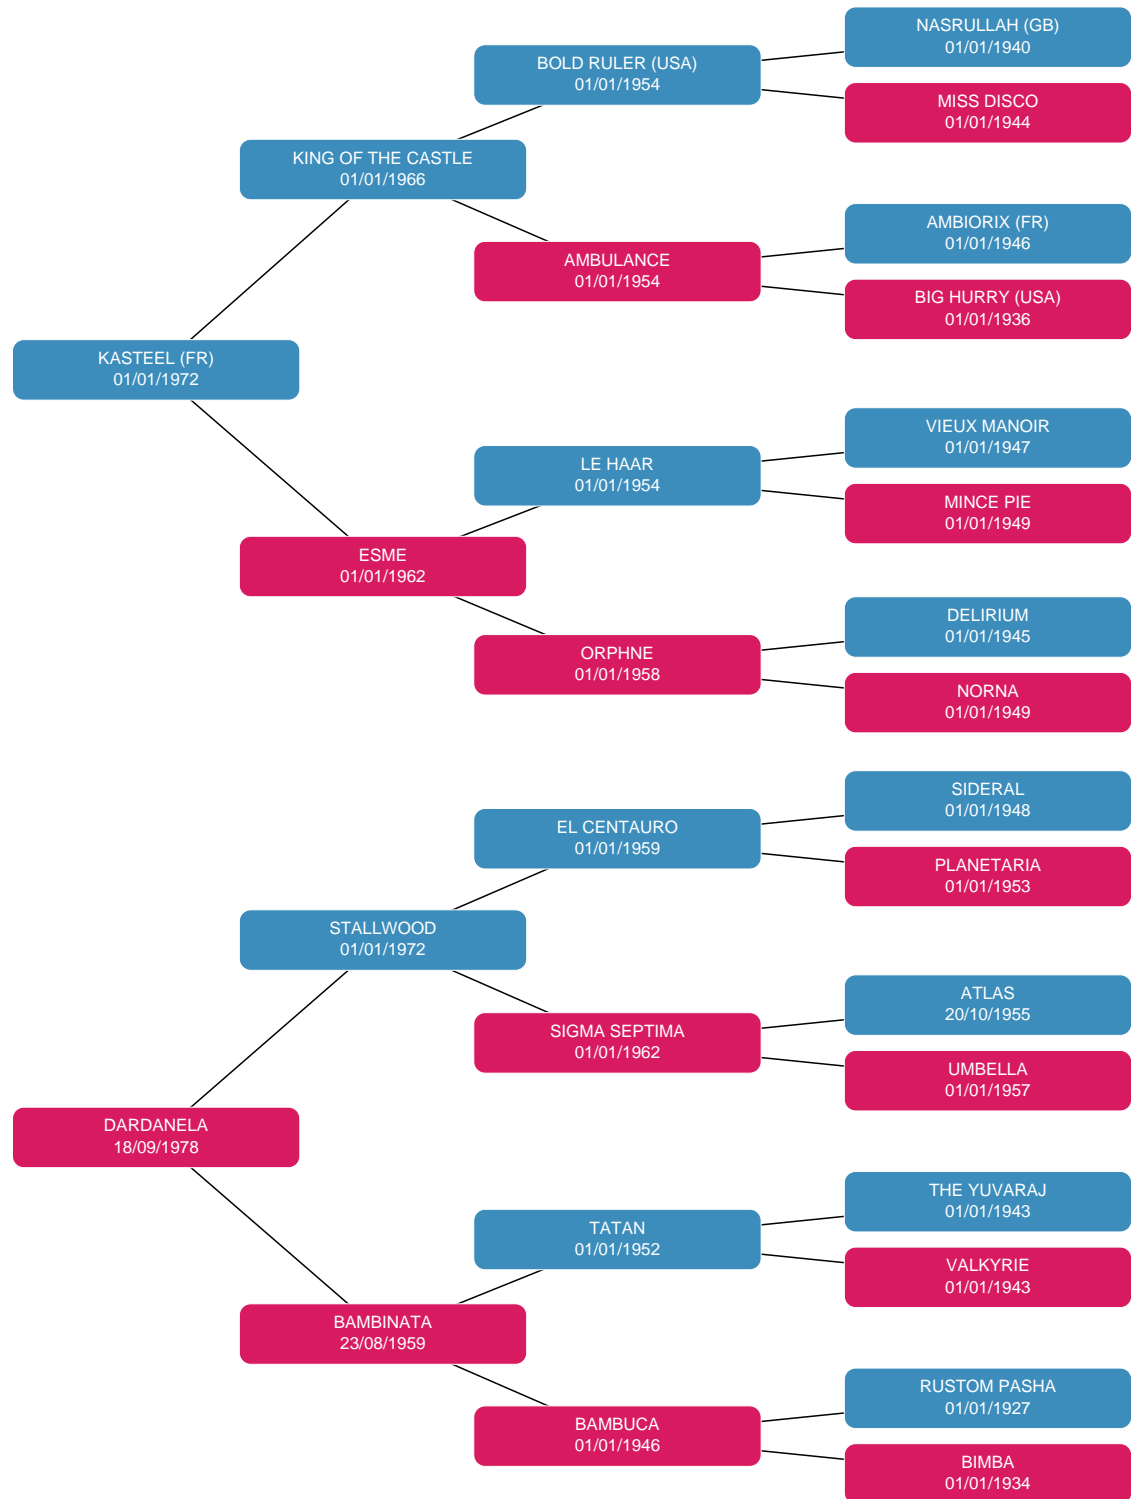 NASRULLAH (GB)
01/01/1940
BOLD RULER (USA)
01/01/1954
MISS DISCO
01/01/1944
KING OF THE CASTLE
01/01/1966
AMBIORIX (FR)
01/01/1946
AMBULANCE
01/01/1954
BIG HURRY (USA)
01/01/1936
KASTEEL (FR)
01/01/1972
VIEUX MANOIR
01/01/1947
LE HAAR
01/01/1954
MINCE PIE
01/01/1949
ESME
01/01/1962
DELIRIUM
01/01/1945
ORPHNE
01/01/1958
NORNA
01/01/1949
SIDERAL
01/01/1948
EL CENTAURO
01/01/1959
PLANETARIA
01/01/1953
STALLWOOD
01/01/1972
ATLAS
20/10/1955
SIGMA SEPTIMA
01/01/1962
UMBELLA
01/01/1957
DARDANELA
18/09/1978
THE YUVARAJ
01/01/1943
TATAN
01/01/1952
VALKYRIE
01/01/1943
BAMBINATA
23/08/1959
RUSTOM PASHA
01/01/1927
BAMBUCA
01/01/1946
BIMBA
01/01/1934